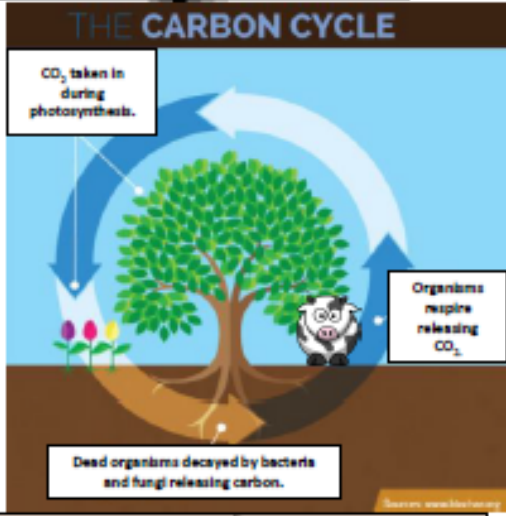 THE CARBON CYCLE
CO₂ taken in
during
photosynthesis.
Organisms
respire
releasing
CO₂
Dead organisms decayed by bacteria
and fungi releasing carbon.